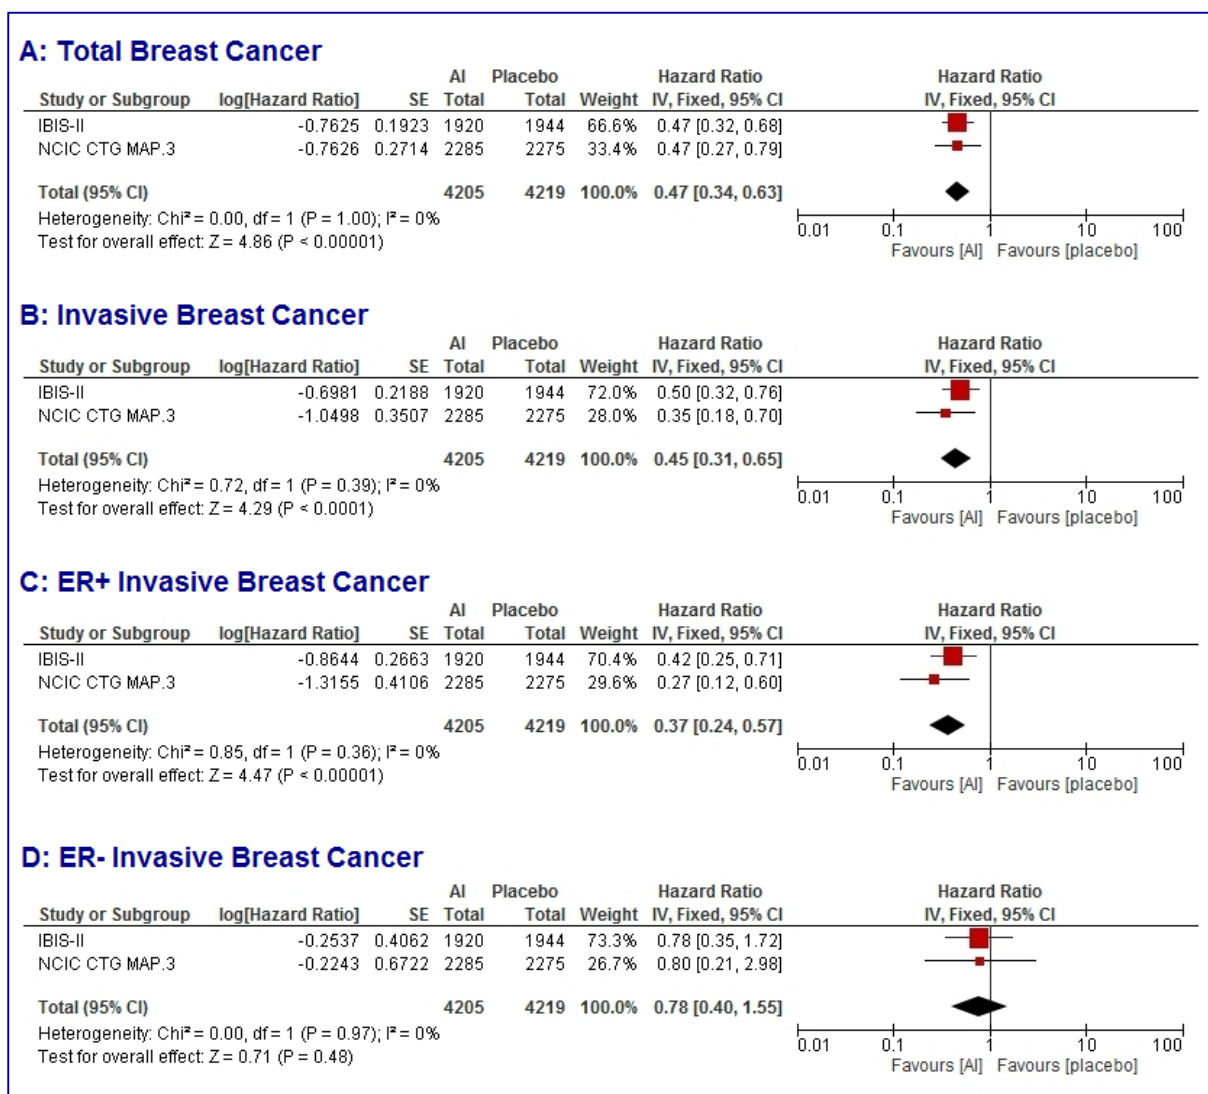 A: Total Breast Cancer
AI Placebo Hazard Ratio Hazard Ratio
Study or Subgroup log[Hazard Ratio] SE Total Total Weight IV, Fixed, 95% CI IV, Fixed, 95% CI
IBIS-II -0.7625 0.1923 1920 1944 66.6% 0.47 [0.32, 0.68]
NCIC CTG MAP.3 -0.7626 0.2714 2285 2275 33.4% 0.47 [0.27, 0.79]
Total (95% CI) 4205 4219 100.0% 0.47 [0.34, 0.63]
Heterogeneity: Chi² = 0.00, df = 1 (P = 1.00); I² = 0%
Test for overall effect: Z = 4.86 (P < 0.00001)
0.01 0.1 1 10 100
Favours [AI] Favours [placebo]
B: Invasive Breast Cancer
AI Placebo Hazard Ratio Hazard Ratio
Study or Subgroup log[Hazard Ratio] SE Total Total Weight IV, Fixed, 95% CI IV, Fixed, 95% CI
IBIS-II -0.6981 0.2188 1920 1944 72.0% 0.50 [0.32, 0.76]
NCIC CTG MAP.3 -1.0498 0.3507 2285 2275 28.0% 0.35 [0.18, 0.70]
Total (95% CI) 4205 4219 100.0% 0.45 [0.31, 0.65]
Heterogeneity: Chi² = 0.72, df = 1 (P = 0.39); I² = 0%
Test for overall effect: Z = 4.29 (P < 0.0001)
0.01 0.1 1 10 100
Favours [AI] Favours [placebo]
C: ER+ Invasive Breast Cancer
AI Placebo Hazard Ratio Hazard Ratio
Study or Subgroup log[Hazard Ratio] SE Total Total Weight IV, Fixed, 95% CI IV, Fixed, 95% CI
IBIS-II -0.8644 0.2663 1920 1944 70.4% 0.42 [0.25, 0.71]
NCIC CTG MAP.3 -1.3155 0.4106 2285 2275 29.6% 0.27 [0.12, 0.60]
Total (95% CI) 4205 4219 100.0% 0.37 [0.24, 0.57]
Heterogeneity: Chi² = 0.85, df = 1 (P = 0.36); I² = 0%
Test for overall effect: Z = 4.47 (P < 0.00001)
0.01 0.1 1 10 100
Favours [AI] Favours [placebo]
D: ER- Invasive Breast Cancer
AI Placebo Hazard Ratio Hazard Ratio
Study or Subgroup log[Hazard Ratio] SE Total Total Weight IV, Fixed, 95% CI IV, Fixed, 95% CI
IBIS-II -0.2537 0.4062 1920 1944 73.3% 0.78 [0.35, 1.72]
NCIC CTG MAP.3 -0.2243 0.6722 2285 2275 26.7% 0.80 [0.21, 2.98]
Total (95% CI) 4205 4219 100.0% 0.78 [0.40, 1.55]
Heterogeneity: Chi² = 0.00, df = 1 (P = 0.97); I² = 0%
Test for overall effect: Z = 0.71 (P = 0.48)
0.01 0.1 1 10 100
Favours [AI] Favours [placebo]